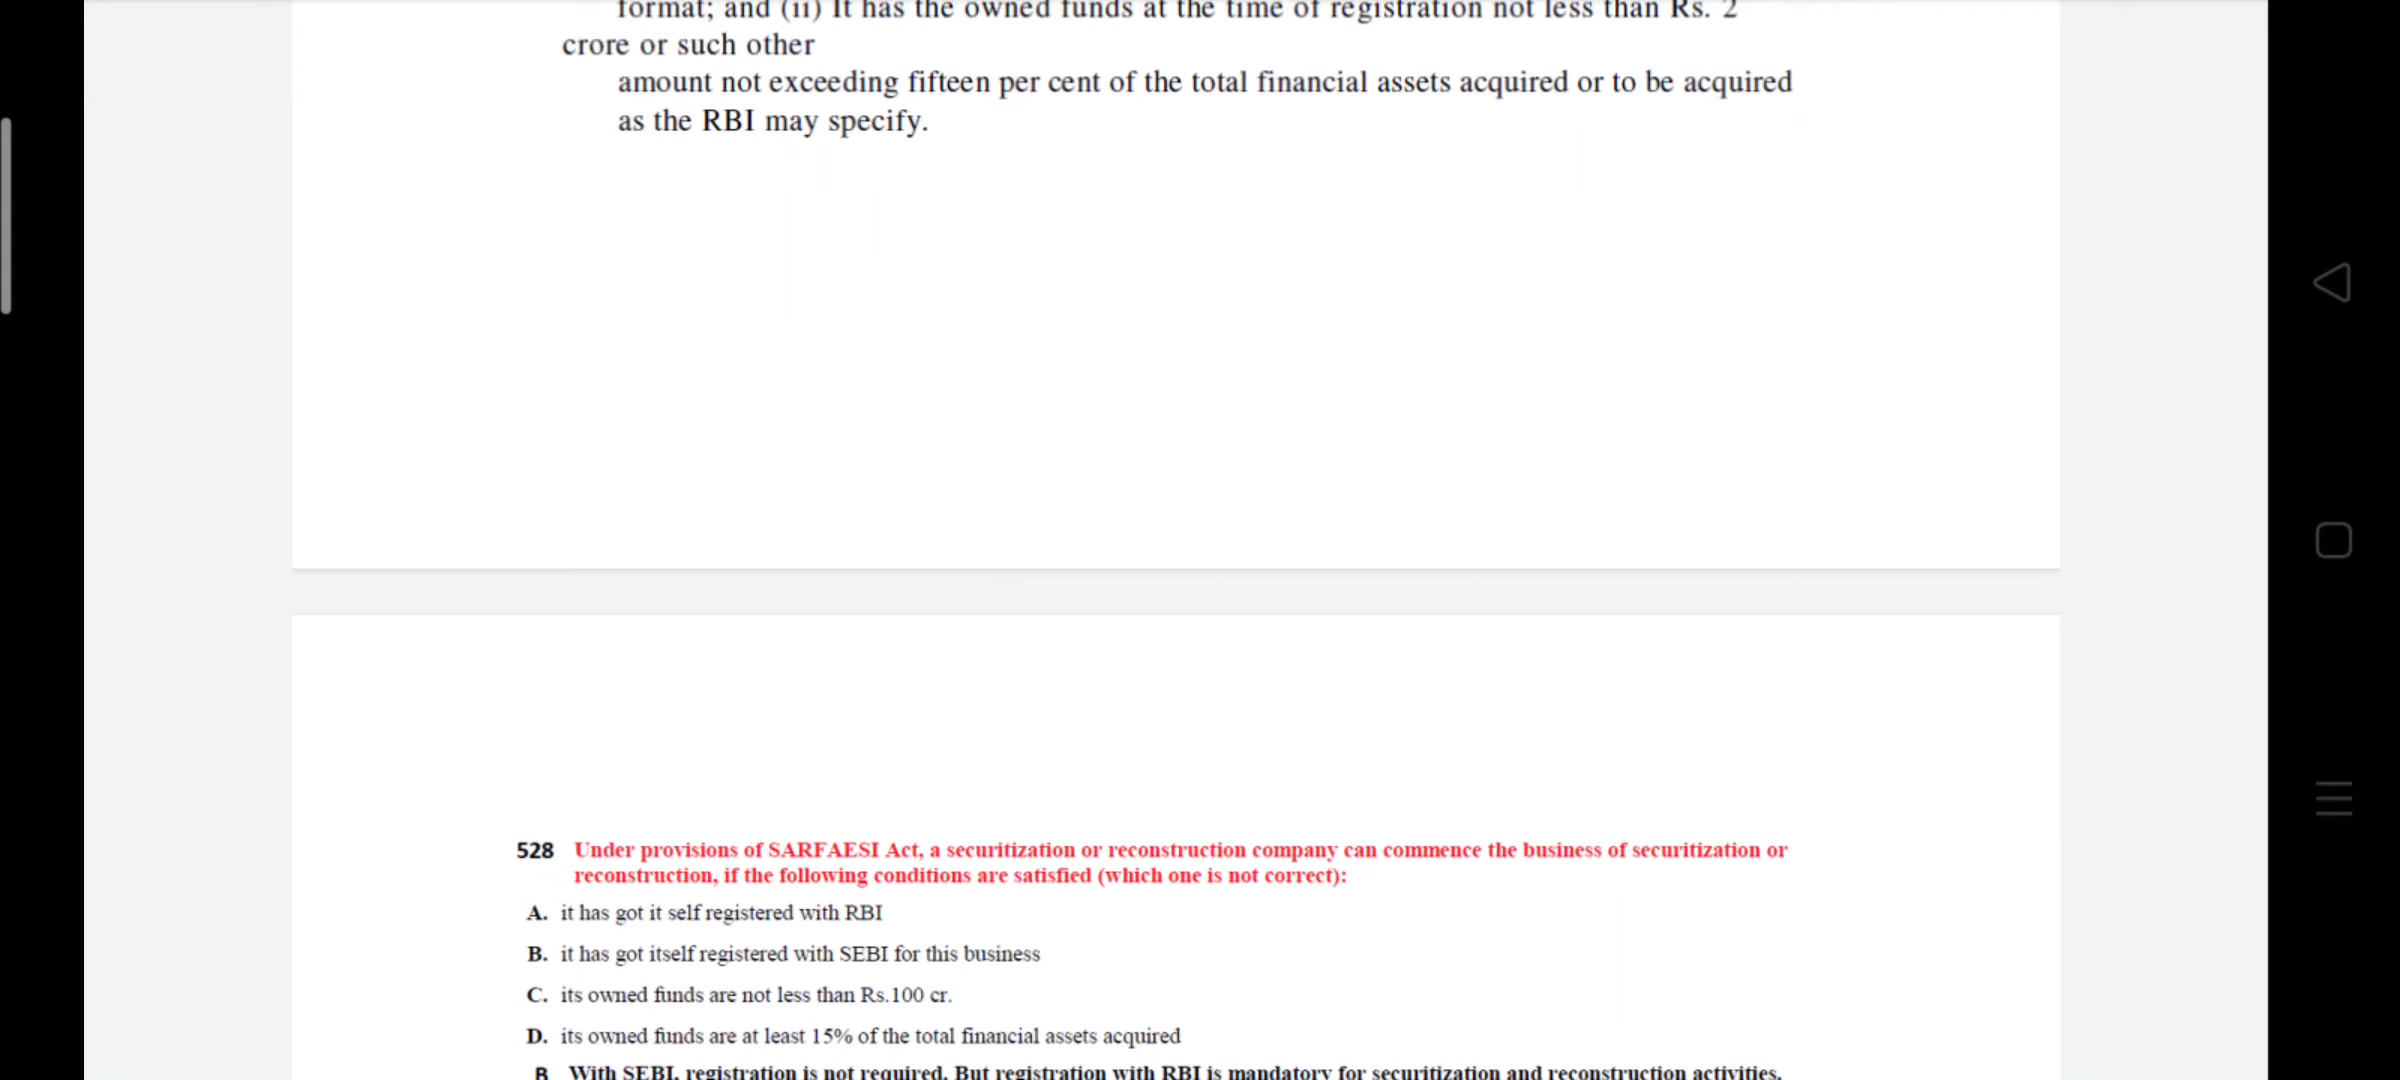 format; and (ii) It has the owned funds at the time of registration not less than Rs. 2
crore or such other
amount not exceeding fifteen per cent of the total financial assets acquired or to be acquired
as the RBI may specify.
528 Under provisions of SARFAESI Act, a securitization or reconstruction company can commence the business of securitization or
reconstruction, if the following conditions are satisfied (which one is not correct):
A. it has got it self registered with RBI
B. it has got itself registered with SEBI for this business
C. its owned funds are not less than Rs.100 cr.
D. its owned funds are at least 15% of the total financial assets acquired
B With SEBI, registration is not required. But registration with RBI is mandatory for securitization and reconstruction activities.